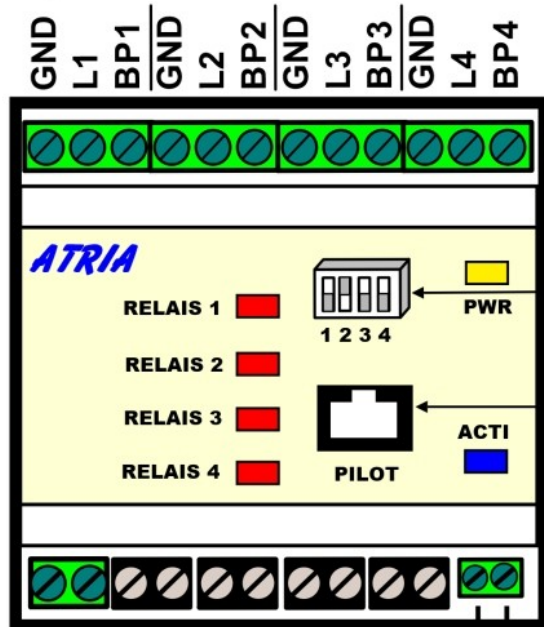 GND L1 BP1 GND L2 BP2 GND L3 BP3 GND L4 BP4
ATRIA
RELAIS 1
PWR
1 2 3 4
RELAIS 2
RELAIS 3
ACTI
RELAIS 4
PILOT